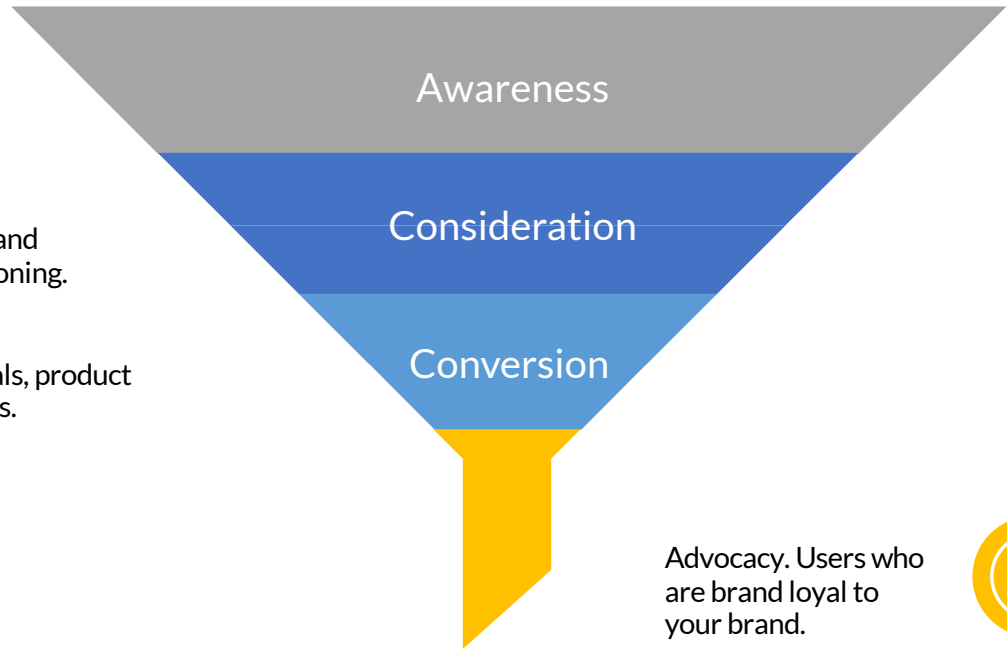 Awareness
Consideration
and
oning.
Conversion
als, product
s.
Advocacy. Users who
are brand loyal to
your brand.